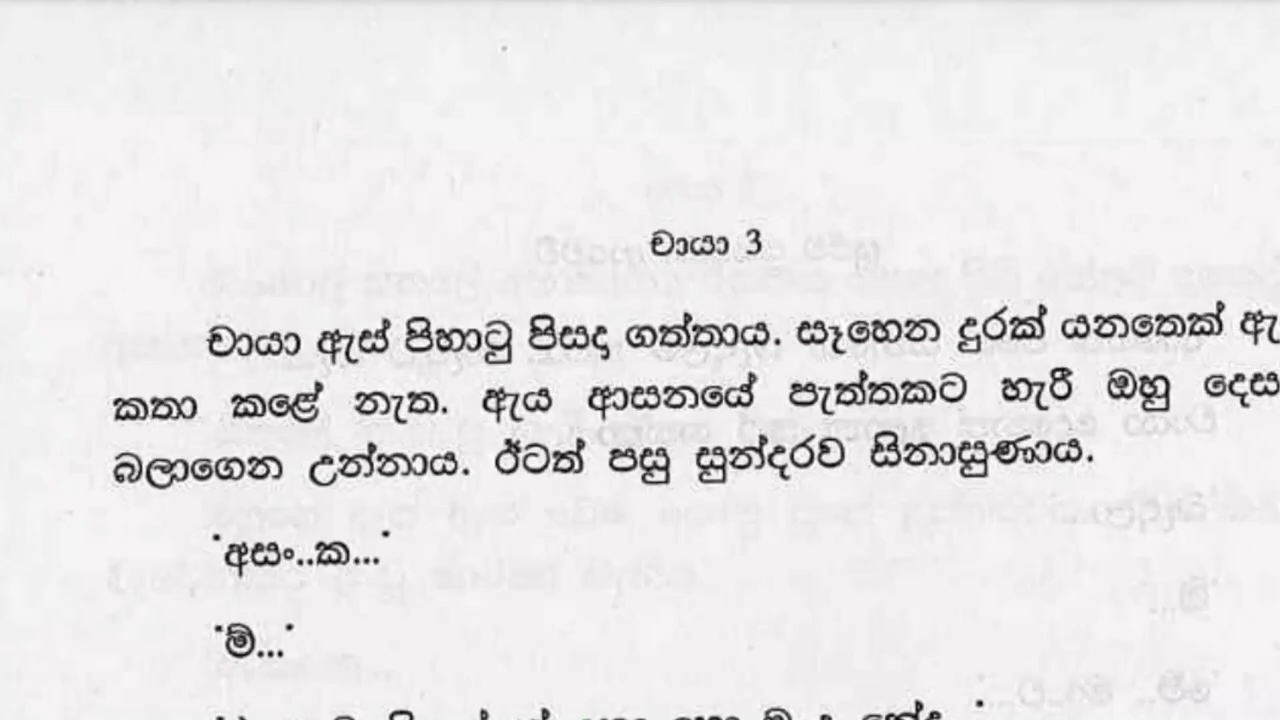 චායා 3
චායා ඇස් පිහාටු පිසදා ගත්තාය. සෑහෙන දුරක් යනතෙක් ඇ
කතා කළේ නැත. ඇය ආසනයේ පැත්තකට හැරී ඔහු දෙස
බලාගෙන උන්නාය. ඊටත් පසු සුන්දරව සිනාසුණාය.
'අසං..ක...'
'ම්...'